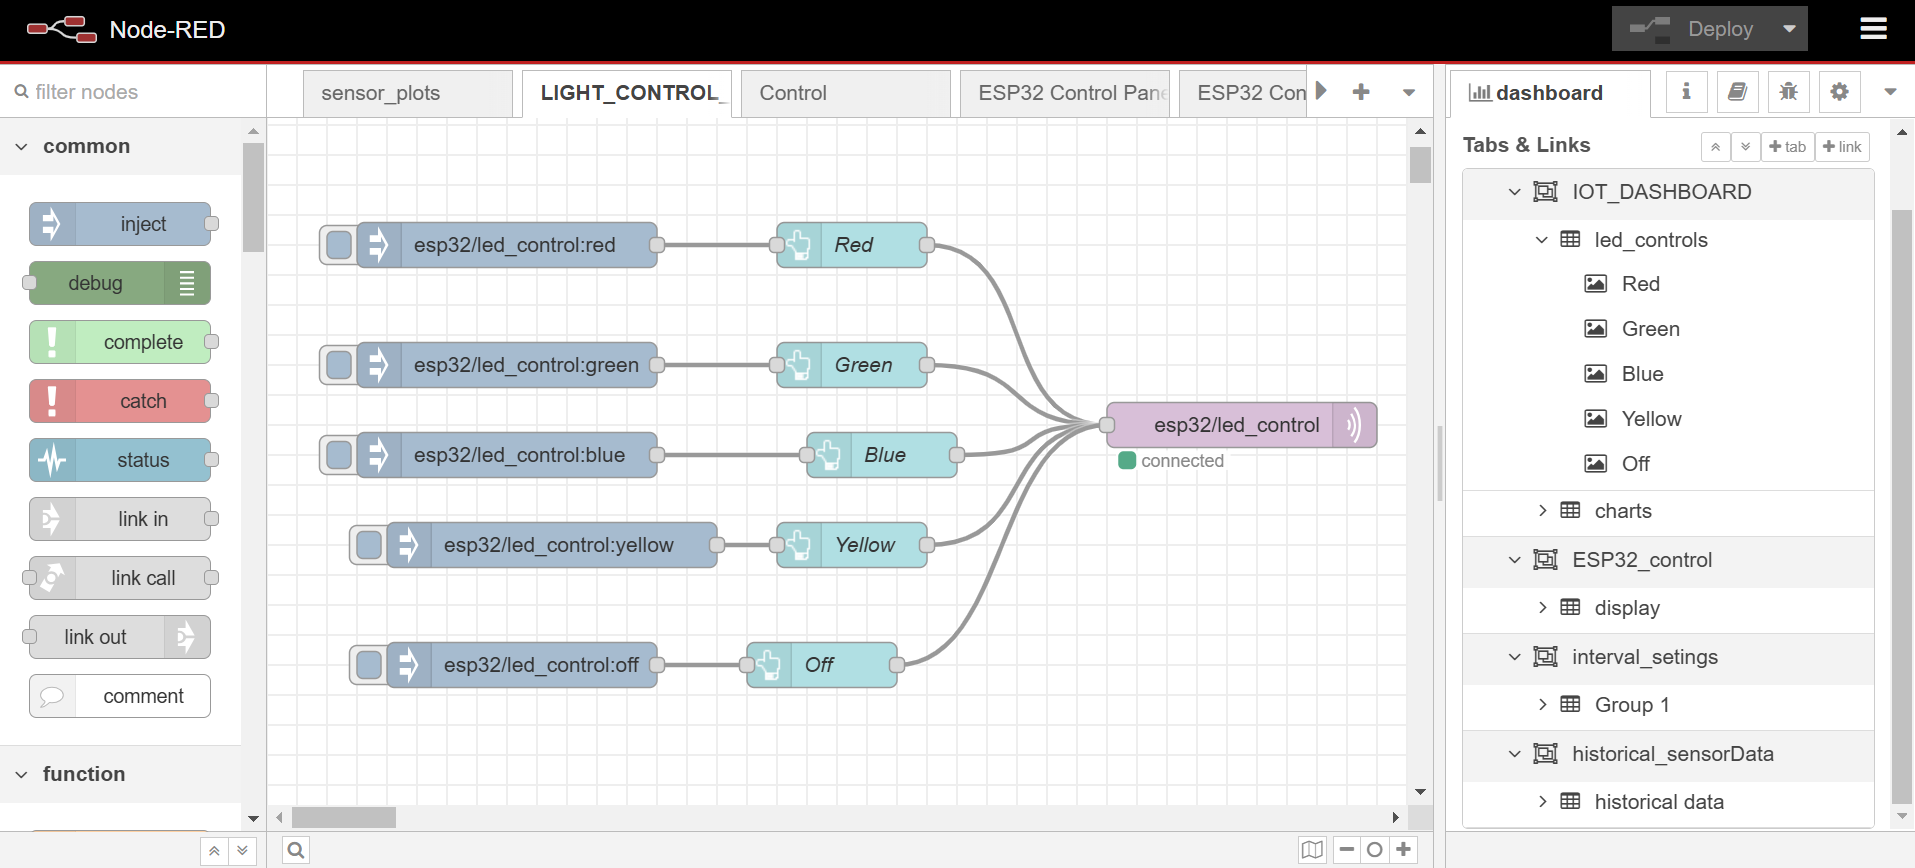 Node-RED
Deploy
filter nodes
sensor_plots
LIGHT_CONTROL_
Control
ESP32 Control Pane
ESP32 Con
dashboard
common
inject
debug
complete
catch
status
link in
link call
link out
comment
function
esp32/led_control:red
Red
esp32/led_control:green
Green
esp32/led_control:blue
Blue
esp32/led_control:yellow
Yellow
esp32/led_control:off
Off
esp32/led_control
connected
Tabs & Links
tab
link
IOT_DASHBOARD
led_controls
Red
Green
Blue
Yellow
Off
charts
ESP32_control
display
interval_setings
Group 1
historical_sensorData
historical data